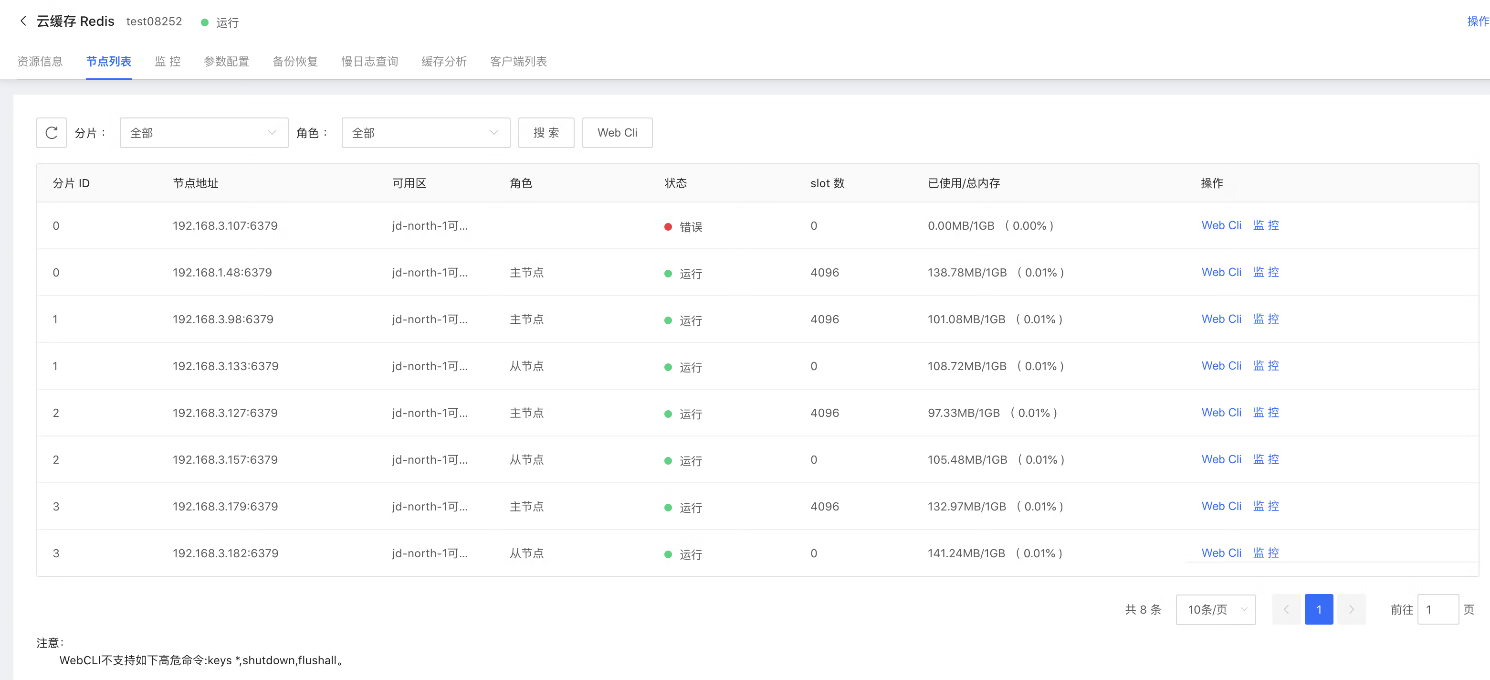 云缓存 Redis test08252 运行 操作
资源信息 节点列表 监 控 参数配置 备份恢复 慢日志查询 缓存分析 客户端列表
分片： 全部 角色： 全部 搜 索 Web Cli
分片 ID 节点地址 可用区 角色 状态 slot 数 已使用/总内存 操作
0 192.168.3.107:6379 jd-north-1可... 错误 0 0.00MB/1GB （ 0.00% ） Web Cli 监 控
0 192.168.1.48:6379 jd-north-1可... 主节点 运行 4096 138.78MB/1GB （ 0.01% ） Web Cli 监 控
1 192.168.3.98:6379 jd-north-1可... 主节点 运行 4096 101.08MB/1GB （ 0.01% ） Web Cli 监 控
1 192.168.3.133:6379 jd-north-1可... 从节点 运行 0 108.72MB/1GB （ 0.01% ） Web Cli 监 控
2 192.168.3.127:6379 jd-north-1可... 主节点 运行 4096 97.33MB/1GB （ 0.01% ） Web Cli 监 控
2 192.168.3.157:6379 jd-north-1可... 从节点 运行 0 105.48MB/1GB （ 0.01% ） Web Cli 监 控
3 192.168.3.179:6379 jd-north-1可... 主节点 运行 4096 132.97MB/1GB （ 0.01% ） Web Cli 监 控
3 192.168.3.182:6379 jd-north-1可... 从节点 运行 0 141.24MB/1GB （ 0.01% ） Web Cli 监 控
共 8 条 10条/页 1 前往 1 页
注意：
WebCLI不支持如下高危命令:keys *,shutdown,flushall。